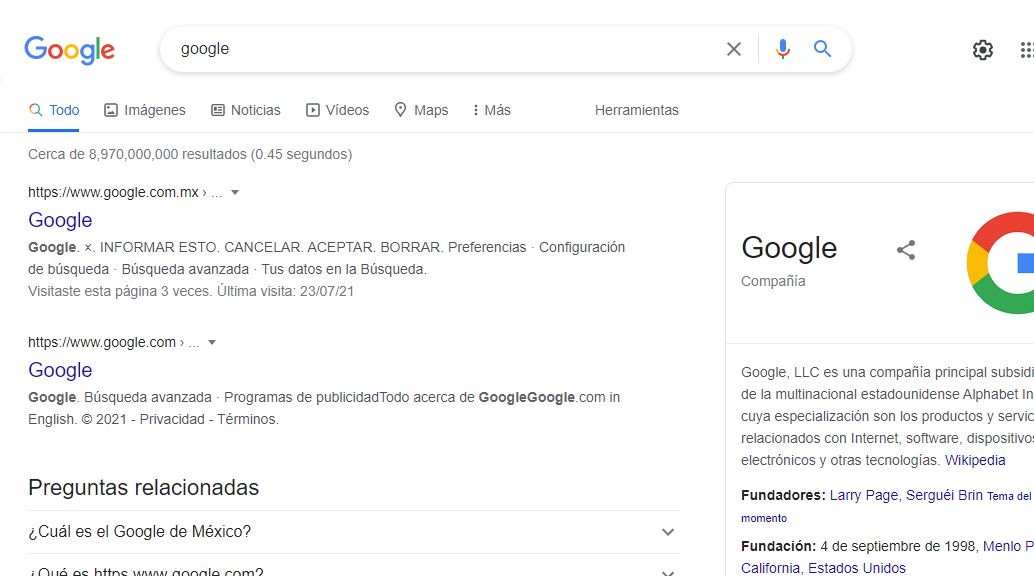 Google
google
Todo
Imágenes
Noticias
Vídeos
Maps
Más
Herramientas
Cerca de 8,970,000,000 resultados (0.45 segundos)
https://www.google.com.mx › ...
Google
Google. ×. INFORMAR ESTO. CANCELAR. ACEPTAR. BORRAR. Preferencias · Configuración
de búsqueda · Búsqueda avanzada · Tus datos en la Búsqueda.
Visitaste esta página 3 veces. Última visita: 23/07/21
https://www.google.com › ...
Google
Google. Búsqueda avanzada · Programas de publicidadTodo acerca de GoogleGoogle.com in
English. © 2021 - Privacidad - Términos.
Preguntas relacionadas
¿Cuál es el Google de México?
¿Qué es https www google com?
Google
Compañía
Google, LLC es una compañía principal subsidi
de la multinacional estadounidense Alphabet In
cuya especialización son los productos y servic
relacionados con Internet, software, dispositivos
electrónicos y otras tecnologías. Wikipedia
Fundadores: Larry Page, Serguéi Brin Tema del
momento
Fundación: 4 de septiembre de 1998, Menlo P
California, Estados Unidos